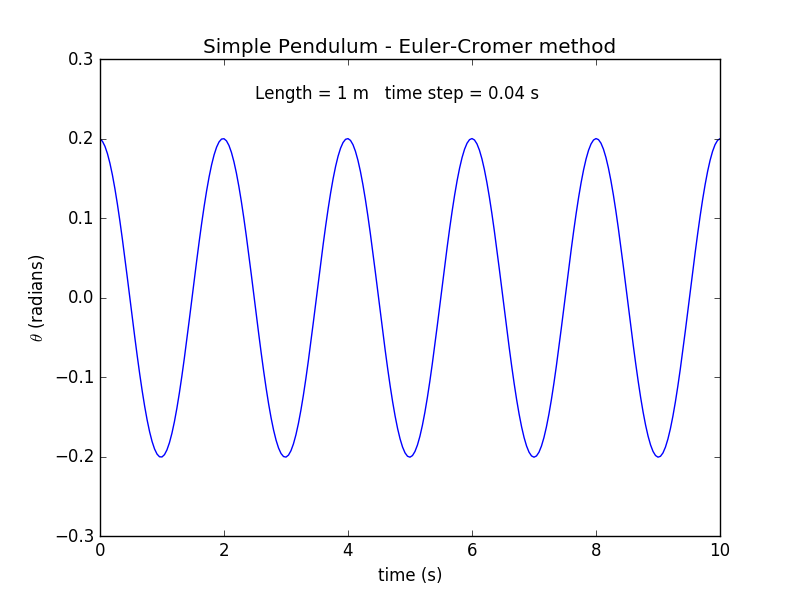 Simple Pendulum - Euler-Cromer method
Length = 1 m   time step = 0.04 s
0.3
0.2
0.1
0.0
−0.1
−0.2
−0.3
θ (radians)
0 2 4 6 8 10
time (s)